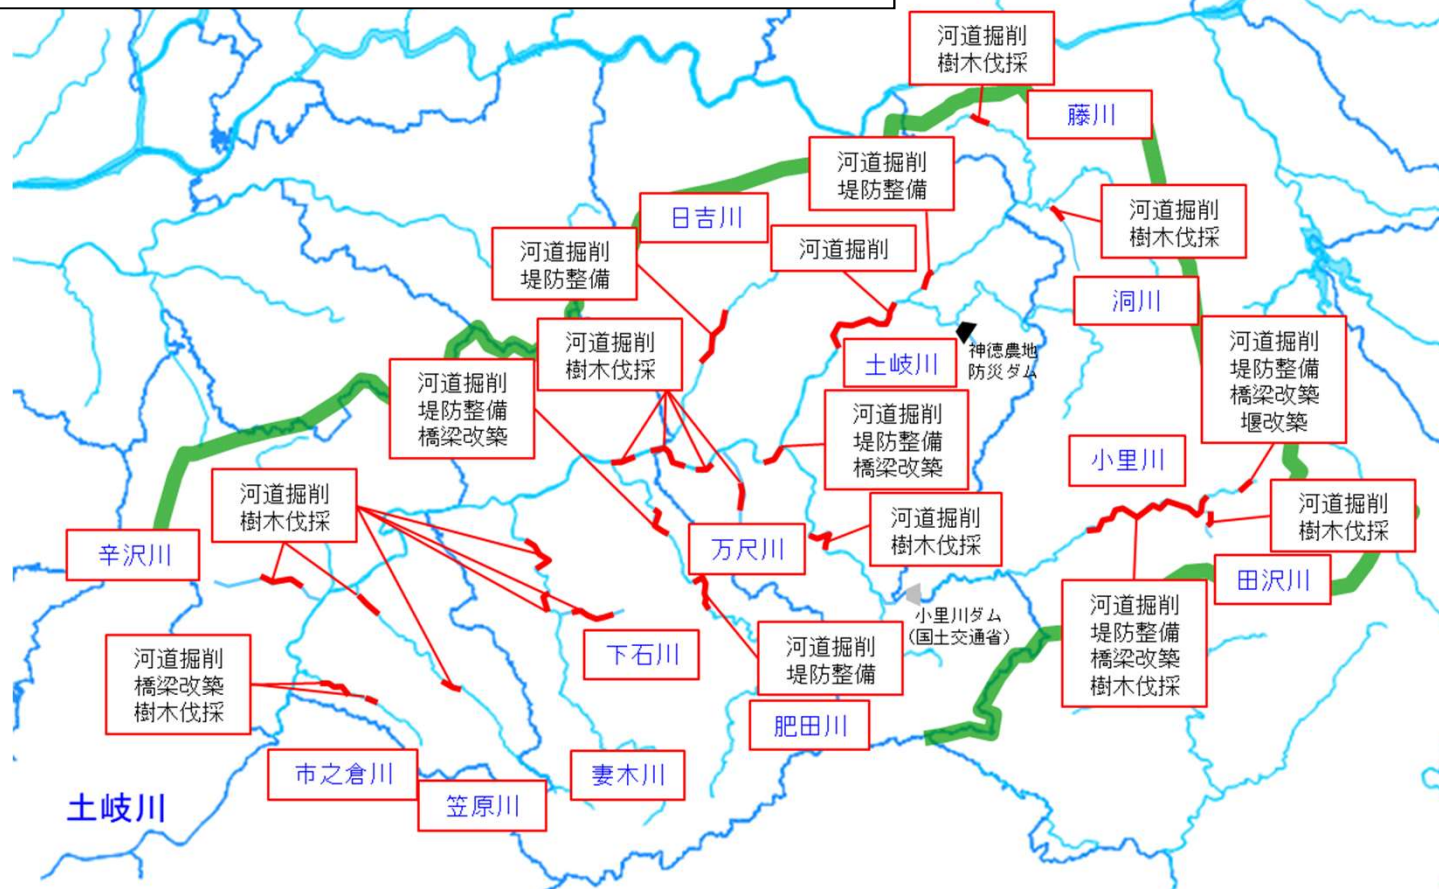 河道掘削
樹木伐採
藤川
河道掘削
堤防整備
日吉川
河道掘削
樹木伐採
河道掘削
堤防整備
河道掘削
洞川
河道掘削
樹木伐採
土岐川
神徳農地
防災ダム
河道掘削
堤防整備
橋梁改築
堰改築
河道掘削
堤防整備
橋梁改築
河道掘削
堤防整備
橋梁改築
小里川
河道掘削
樹木伐採
河道掘削
樹木伐採
河道掘削
樹木伐採
辛沢川
万尺川
田沢川
小里川ダム
(国土交通省)
河道掘削
堤防整備
橋梁改築
樹木伐採
河道掘削
橋梁改築
樹木伐採
下石川
河道掘削
堤防整備
肥田川
市之倉川
妻木川
笠原川
土岐川